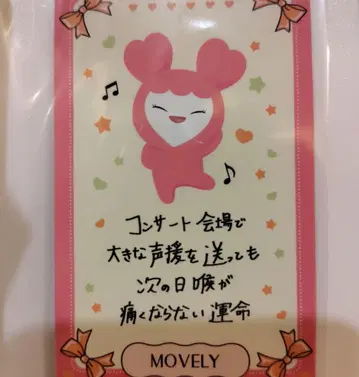 コンサート会場で
大きな声援を送っても
次の日喉が
痛くならない運命
MOVELY